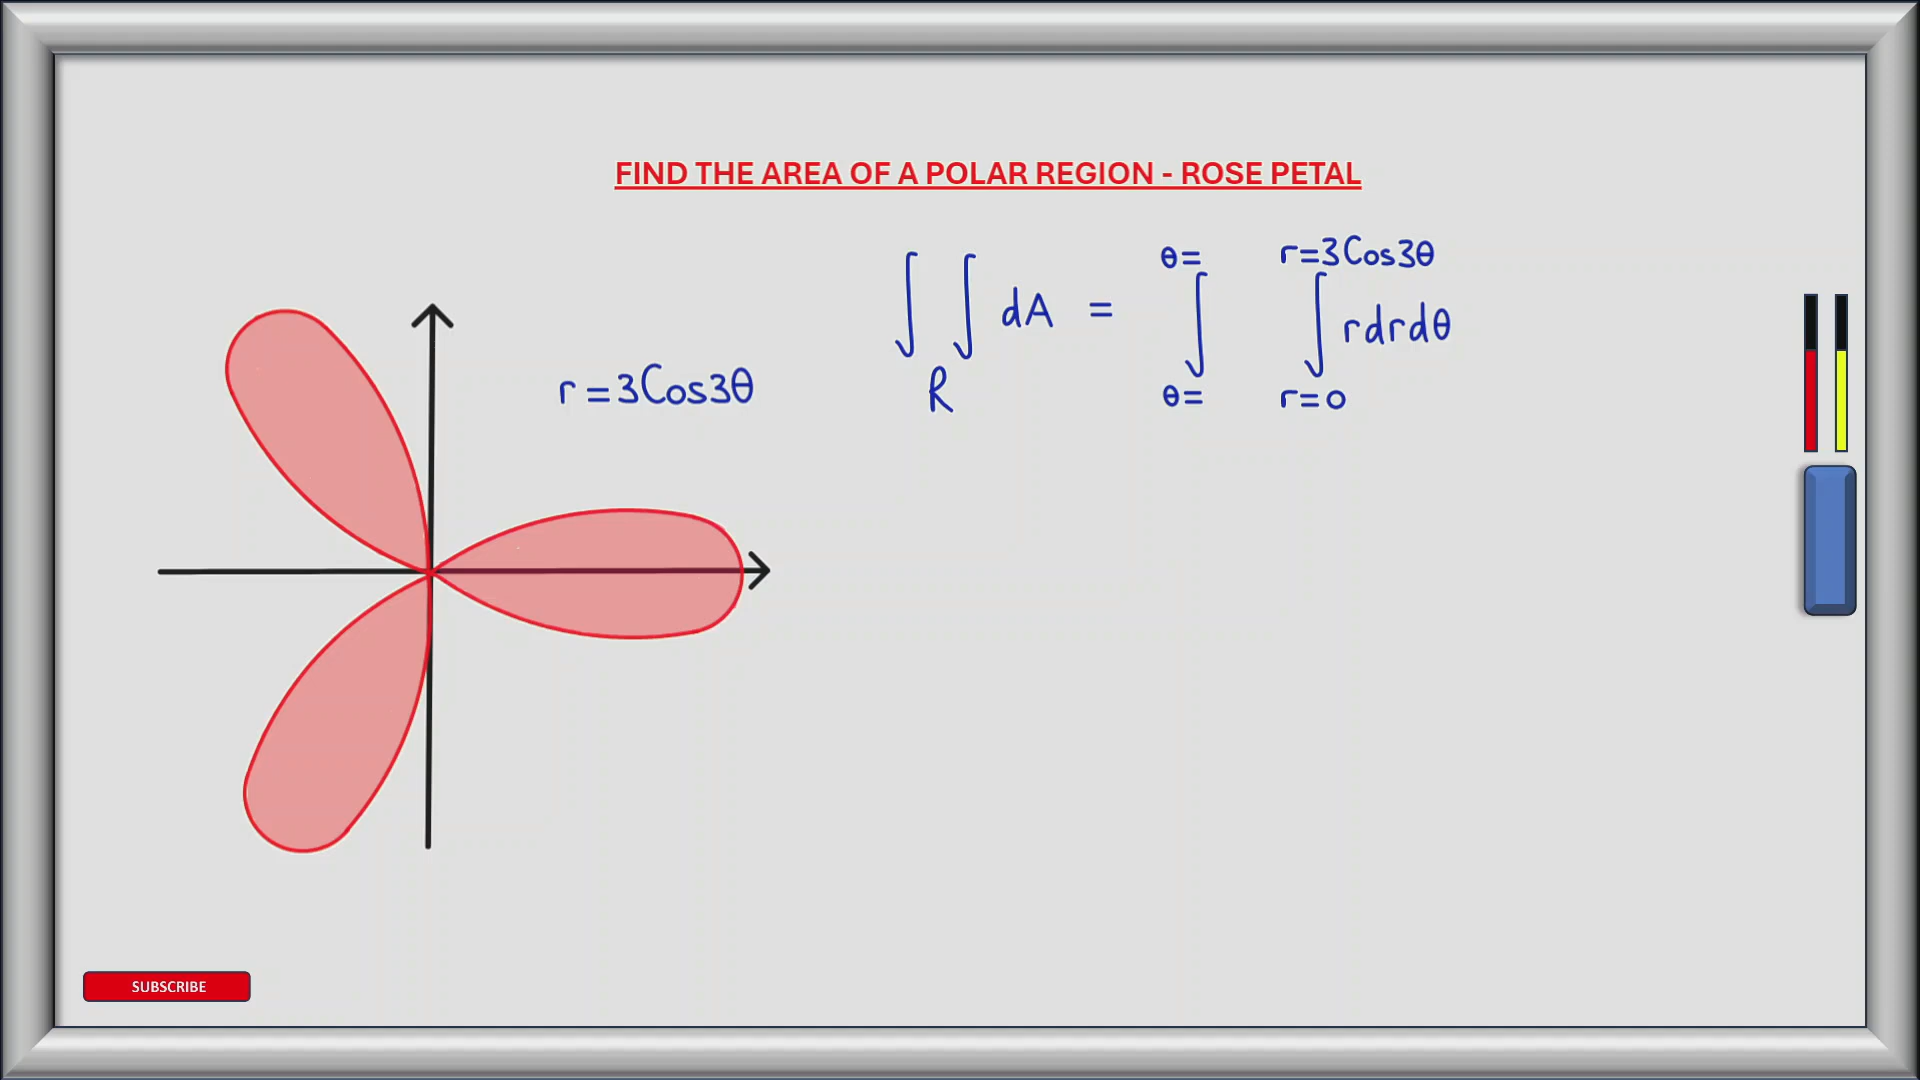 FIND THE AREA OF A POLAR REGION - ROSE PETAL
r=3Cos3θ
∫∫ dA = ∫ ∫ rdrdθ
R
θ= r=3Cos3θ
θ= r=0
SUBSCRIBE